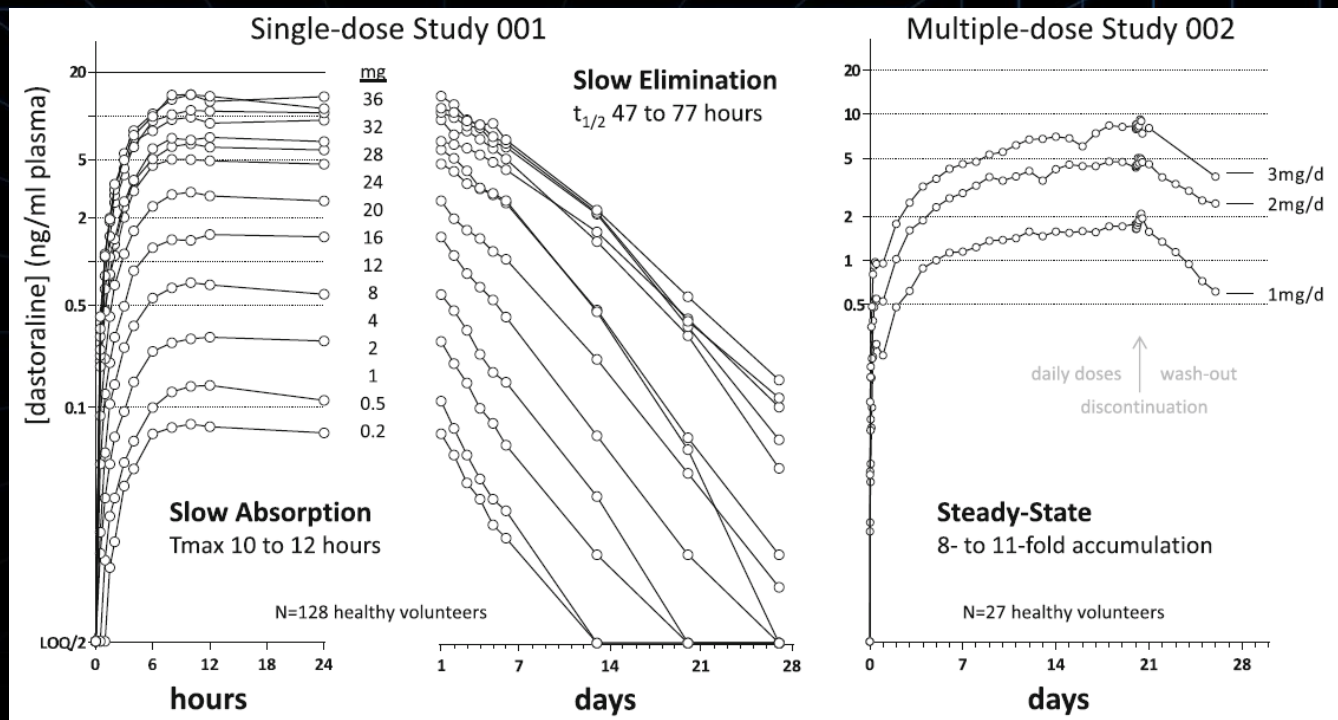 Single-dose Study 001
[dastoraline] (ng/ml plasma)
20
5
2
0.5
0.1
LOQ/2
mg
36
32
28
24
20
16
12
8
4
2
1
0.5
0.2
Slow Absorption
Tmax 10 to 12 hours
N=128 healthy volunteers
0 6 12 18 24
hours
Slow Elimination
t1/2 47 to 77 hours
1 7 14 21 28
days
Multiple-dose Study 002
20
10
5
2
1
0.5
3mg/d
2mg/d
1mg/d
daily doses wash-out
discontinuation
Steady-State
8- to 11-fold accumulation
N=27 healthy volunteers
0 7 14 21 28
days